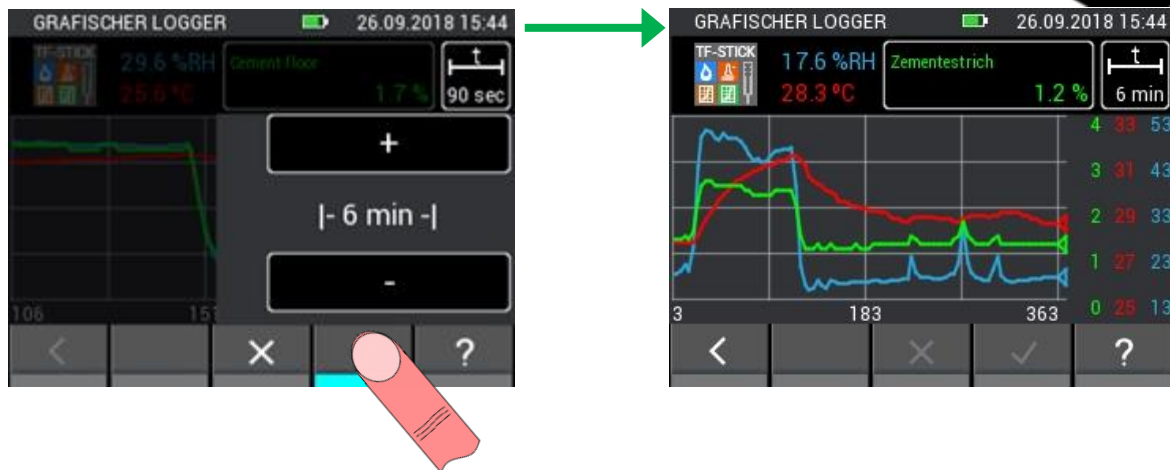 GRAFISCHER LOGGER 26.09.2018 15:44
TF-STICK 29.6 %RH Cement Floor t
25.6 °C 1.7 % 90 sec
+
|- 6 min -|
-
106 151
< X ?
GRAFISCHER LOGGER 26.09.2018 15:44
TF-STICK 17.6 %RH Zementestrich t
28.3 °C 1.2 % 6 min
4 33 53
3 31 43
2 29 33
1 27 23
0 25 13
3 183 363
< X ✓ ?